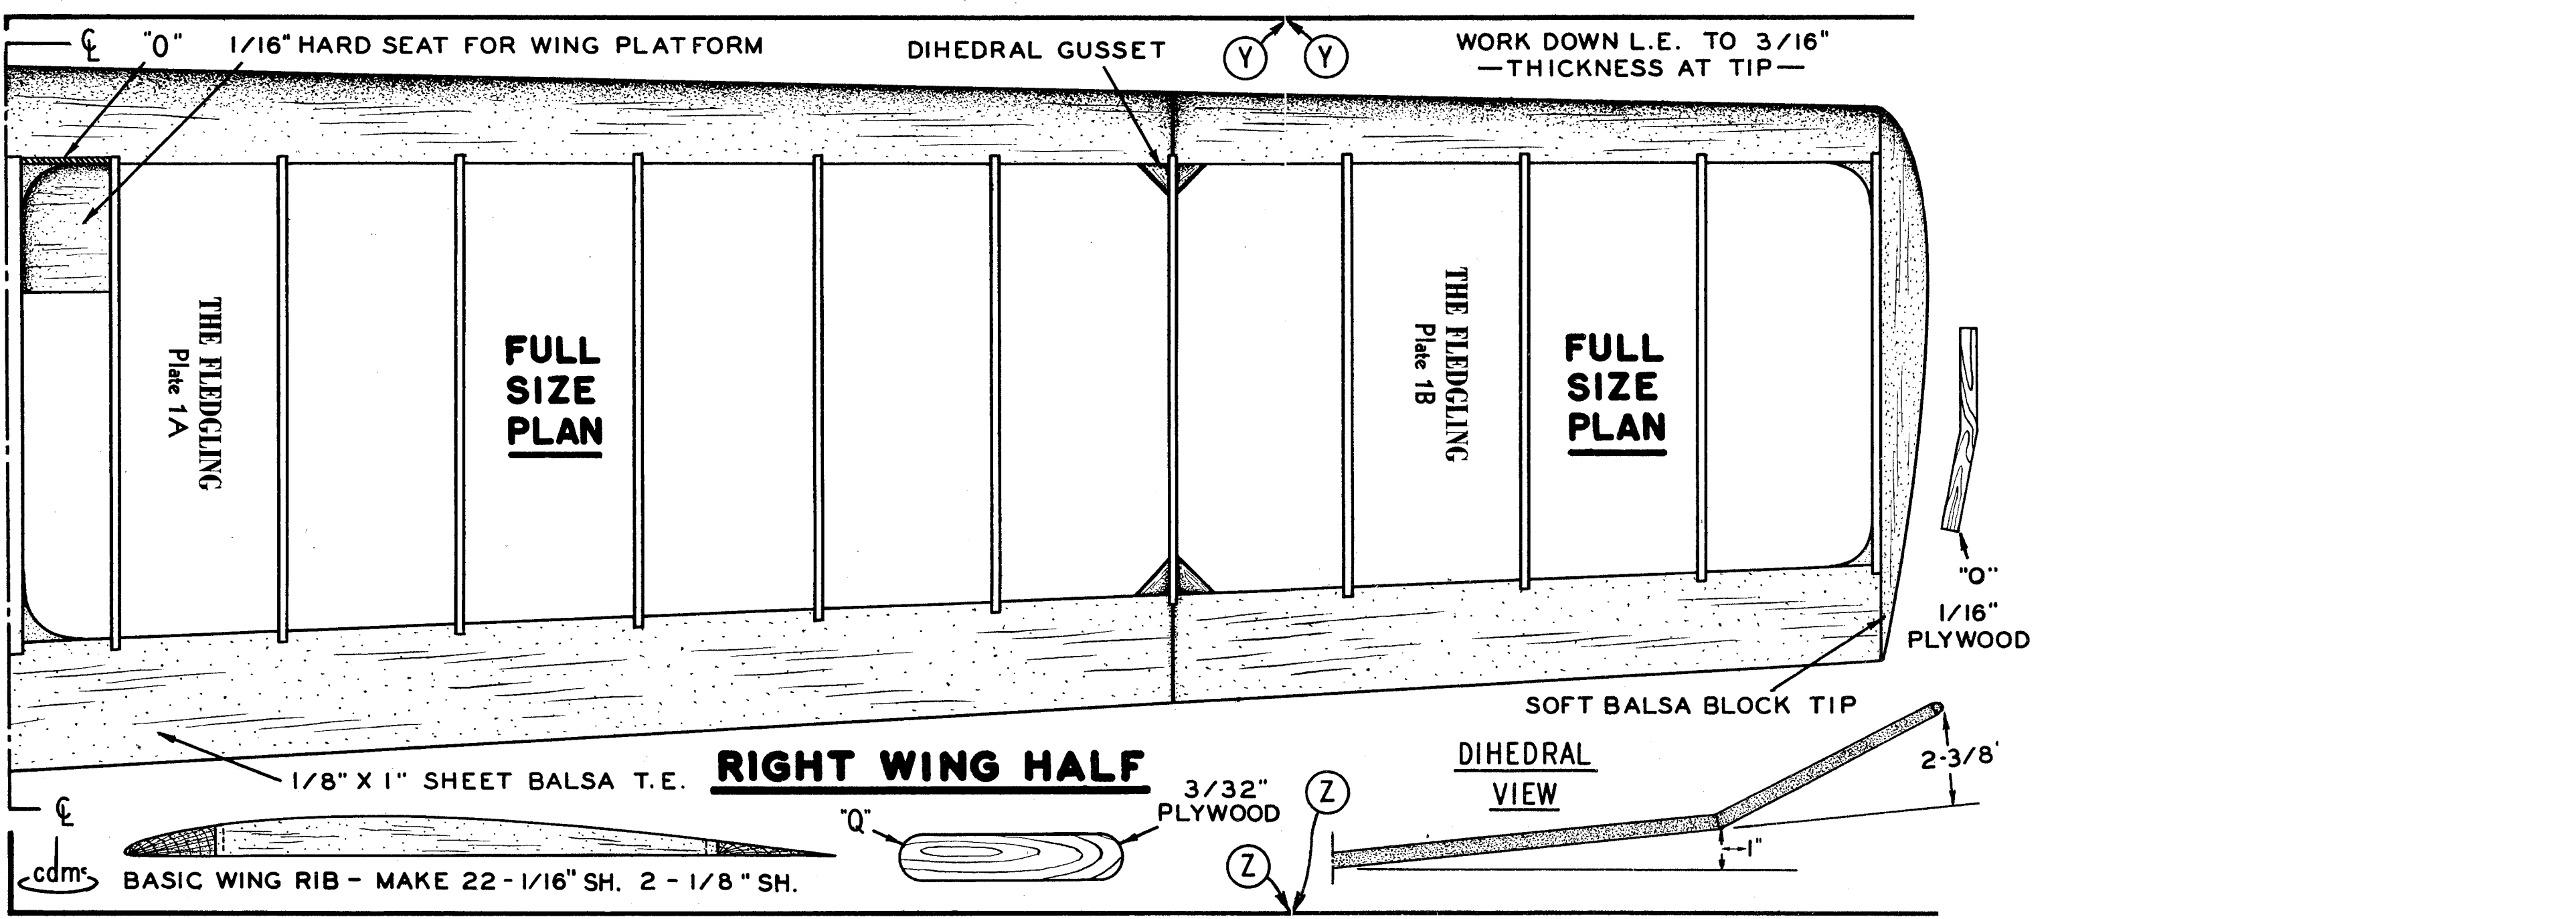 ℄ "O" 1/16" HARD SEAT FOR WING PLATFORM
DIHEDRAL GUSSET
Y Y
WORK DOWN L.E. TO 3/16"
—THICKNESS AT TIP—
THE FLEDGLING
Plate 1A
FULL
SIZE
PLAN
THE FLEDGLING
Plate 1B
FULL
SIZE
PLAN
"O"
1/16"
PLYWOOD
SOFT BALSA BLOCK TIP
1/8" X 1" SHEET BALSA T.E.
RIGHT WING HALF
℄
"Q"
3/32"
PLYWOOD
Z
Z
DIHEDRAL
VIEW
2-3/8'
1"
cdmc
BASIC WING RIB - MAKE 22 - 1/16" SH. 2 - 1/8" SH.